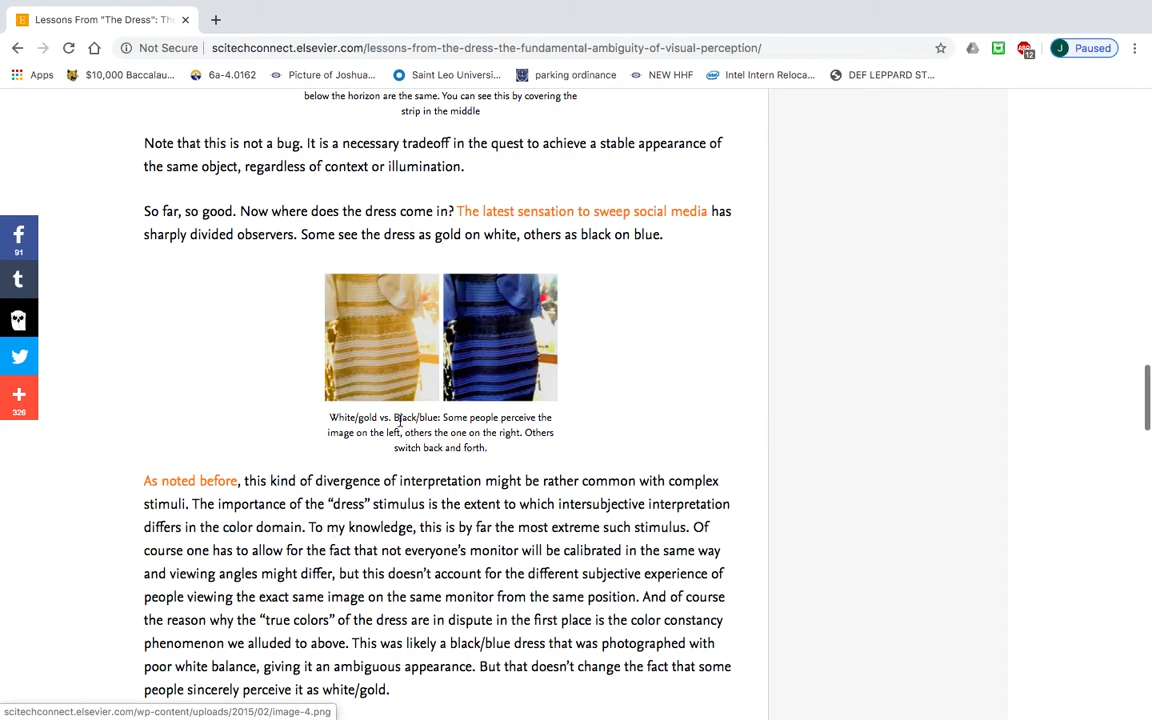 Lessons From "The Dress": The
Not Secure scitechconnect.elsevier.com/lessons-from-the-dress-the-fundamental-ambiguity-of-visual-perception/
12
J Paused
Apps $10,000 Baccalau... 6a-4.0162 Picture of Joshua... Saint Leo Universi... parking ordinance NEW HHF Intel Intern Reloca... DEF LEPPARD ST...
below the horizon are the same. You can see this by covering the
strip in the middle
Note that this is not a bug. It is a necessary tradeoff in the quest to achieve a stable appearance of
the same object, regardless of context or illumination.
So far, so good. Now where does the dress come in? The latest sensation to sweep social media has
sharply divided observers. Some see the dress as gold on white, others as black on blue.
91
326
White/gold vs. Black/blue: Some people perceive the
image on the left, others the one on the right. Others
switch back and forth.
As noted before, this kind of divergence of interpretation might be rather common with complex
stimuli. The importance of the “dress” stimulus is the extent to which intersubjective interpretation
differs in the color domain. To my knowledge, this is by far the most extreme such stimulus. Of
course one has to allow for the fact that not everyone’s monitor will be calibrated in the same way
and viewing angles might differ, but this doesn’t account for the different subjective experience of
people viewing the exact same image on the same monitor from the same position. And of course
the reason why the “true colors” of the dress are in dispute in the first place is the color constancy
phenomenon we alluded to above. This was likely a black/blue dress that was photographed with
poor white balance, giving it an ambiguous appearance. But that doesn’t change the fact that some
people sincerely perceive it as white/gold.
scitechconnect.elsevier.com/wp-content/uploads/2015/02/image-4.png